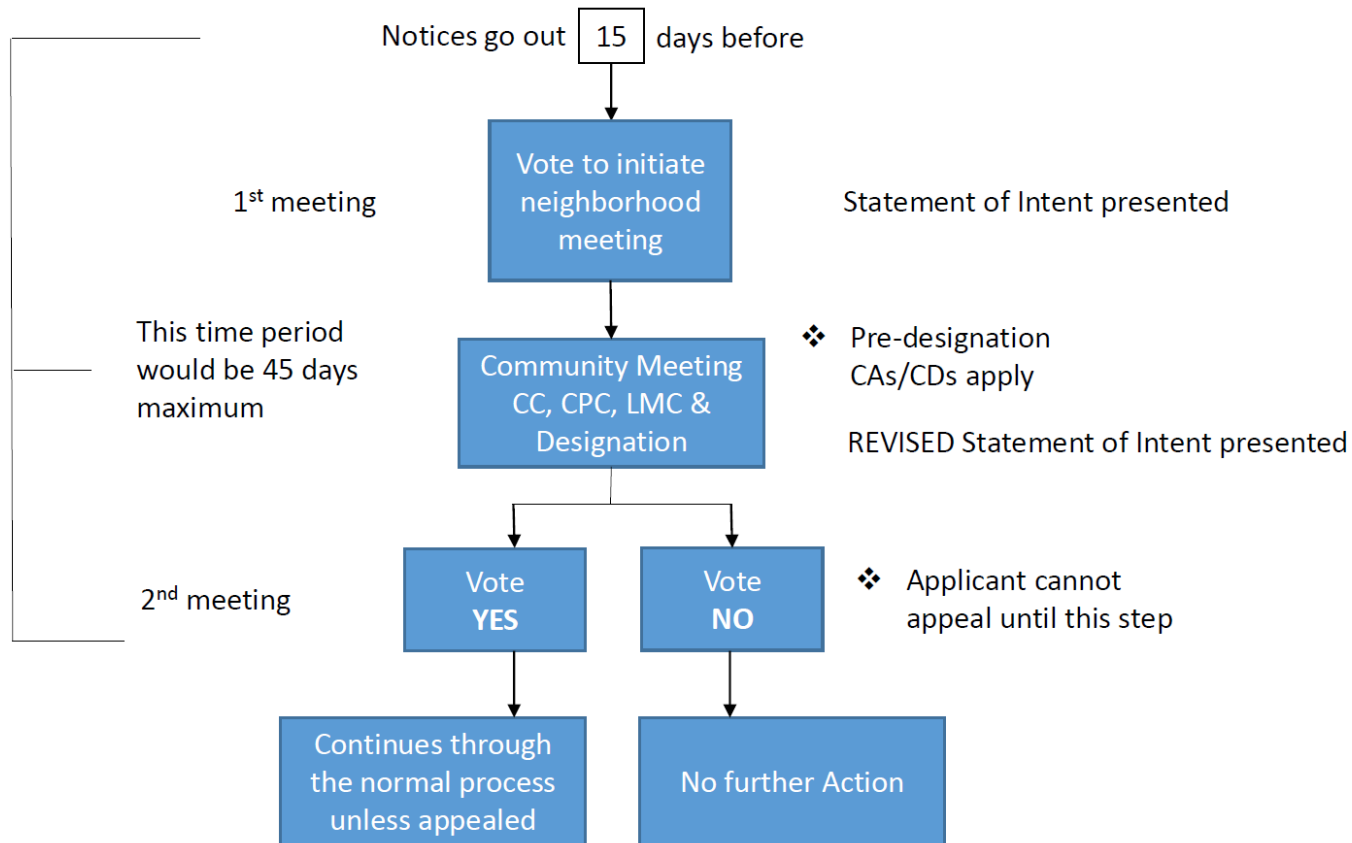 Notices go out 15 days before
1st meeting
Vote to initiate
neighborhood
meeting
Statement of Intent presented
This time period
would be 45 days
maximum
Community Meeting
CC, CPC, LMC &
Designation
❖ Pre-designation
CAs/CDs apply
REVISED Statement of Intent presented
2nd meeting
Vote
YES
Vote
NO
❖ Applicant cannot
appeal until this step
Continues through
the normal process
unless appealed
No further Action